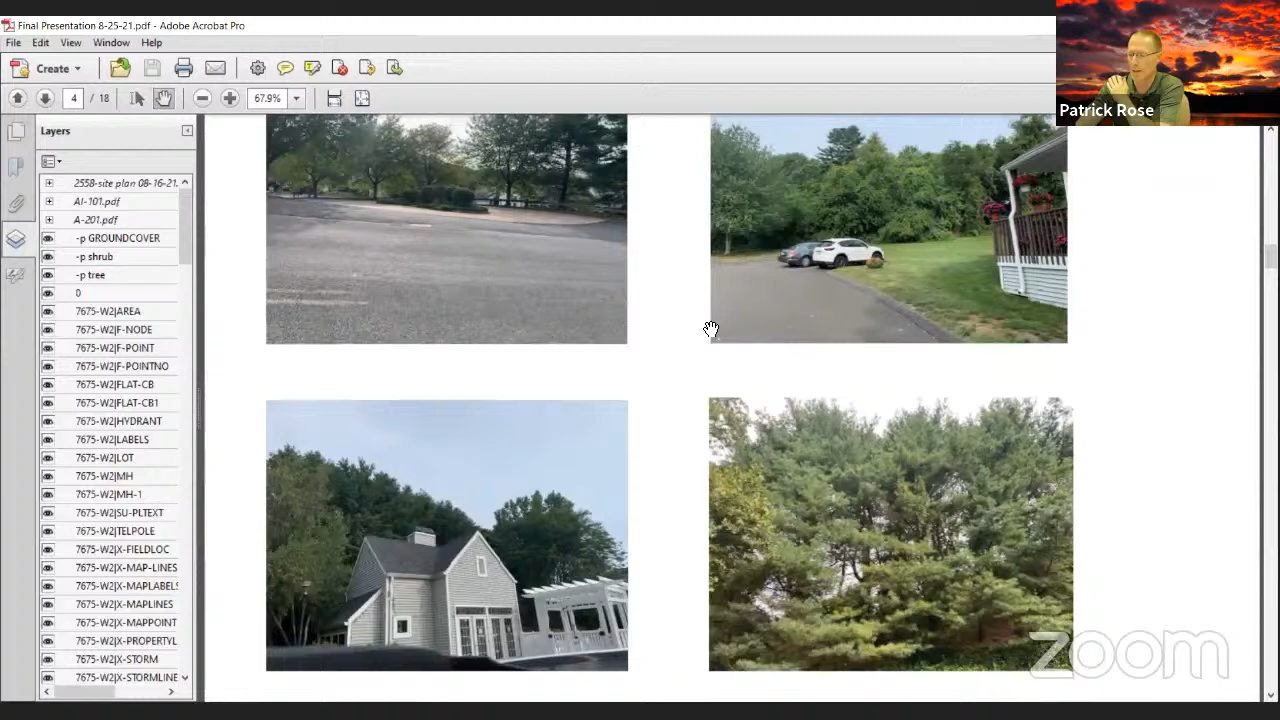 Final Presentation 8-25-21.pdf - Adobe Acrobat Pro
File Edit View Window Help
Create
4 / 18 67.9%
Patrick Rose
Layers
2558-site plan 08-16-21.
AI-101.pdf
A-201.pdf
-p GROUNDCOVER
-p shrub
-p tree
0
7675-W2|AREA
7675-W2|F-NODE
7675-W2|F-POINT
7675-W2|F-POINTNO
7675-W2|FLAT-CB
7675-W2|FLAT-CB1
7675-W2|HYDRANT
7675-W2|LABELS
7675-W2|LOT
7675-W2|MH
7675-W2|MH-1
7675-W2|SU-PLTEXT
7675-W2|TELPOLE
7675-W2|X-FIELDLOC
7675-W2|X-MAP-LINES
7675-W2|X-MAPLABELS
7675-W2|X-MAPLINES
7675-W2|X-MAPPOINT
7675-W2|X-PROPERTYL
7675-W2|X-STORM
7675-W2|X-STORMLINE
zoom